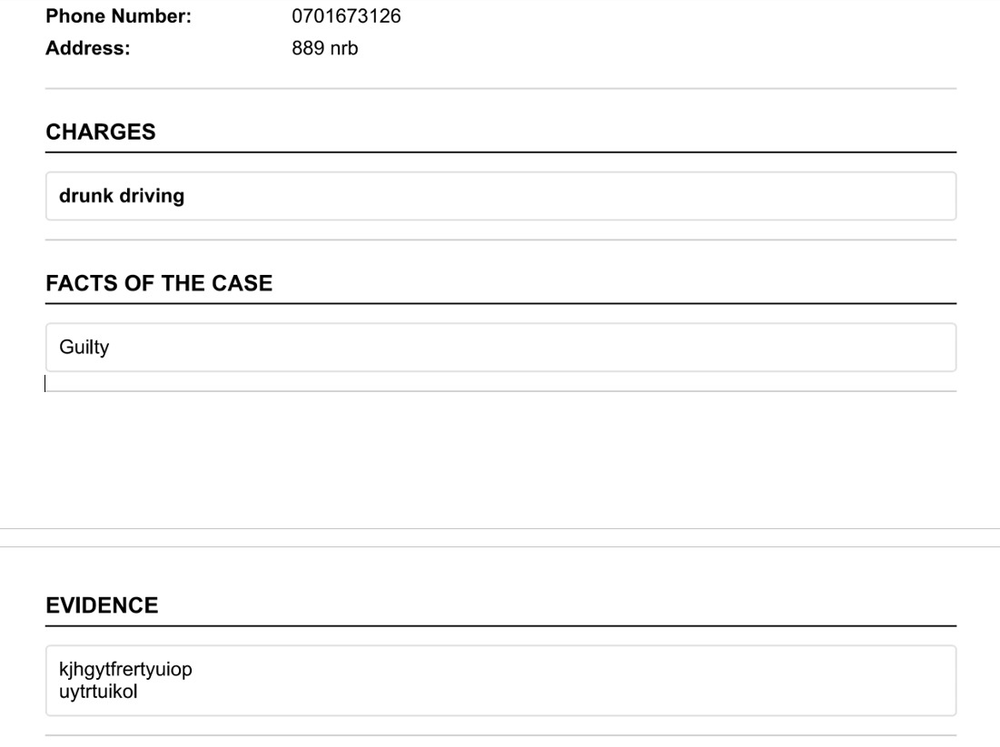 Phone Number: 0701673126
Address: 889 nrb
CHARGES
drunk driving
FACTS OF THE CASE
Guilty
EVIDENCE
kjhgytfrertyuiop
uytrtuikol